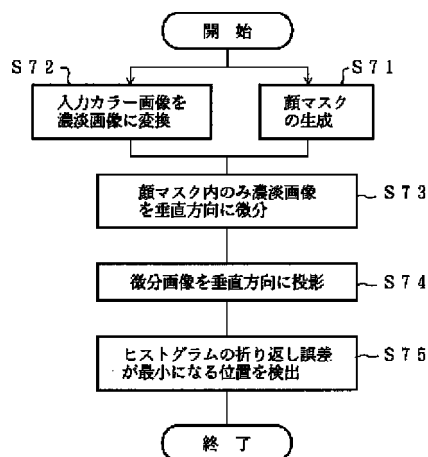 開 始
S72
S71
入力カラー画像を
濃淡画像に変換
顔マスク
の生成
顔マスク内のみ濃淡画像
を垂直方向に微分
S73
微分画像を垂直方向に投影
S74
ヒストグラムの折り返し誤差
が最小になる位置を検出
S75
終 了